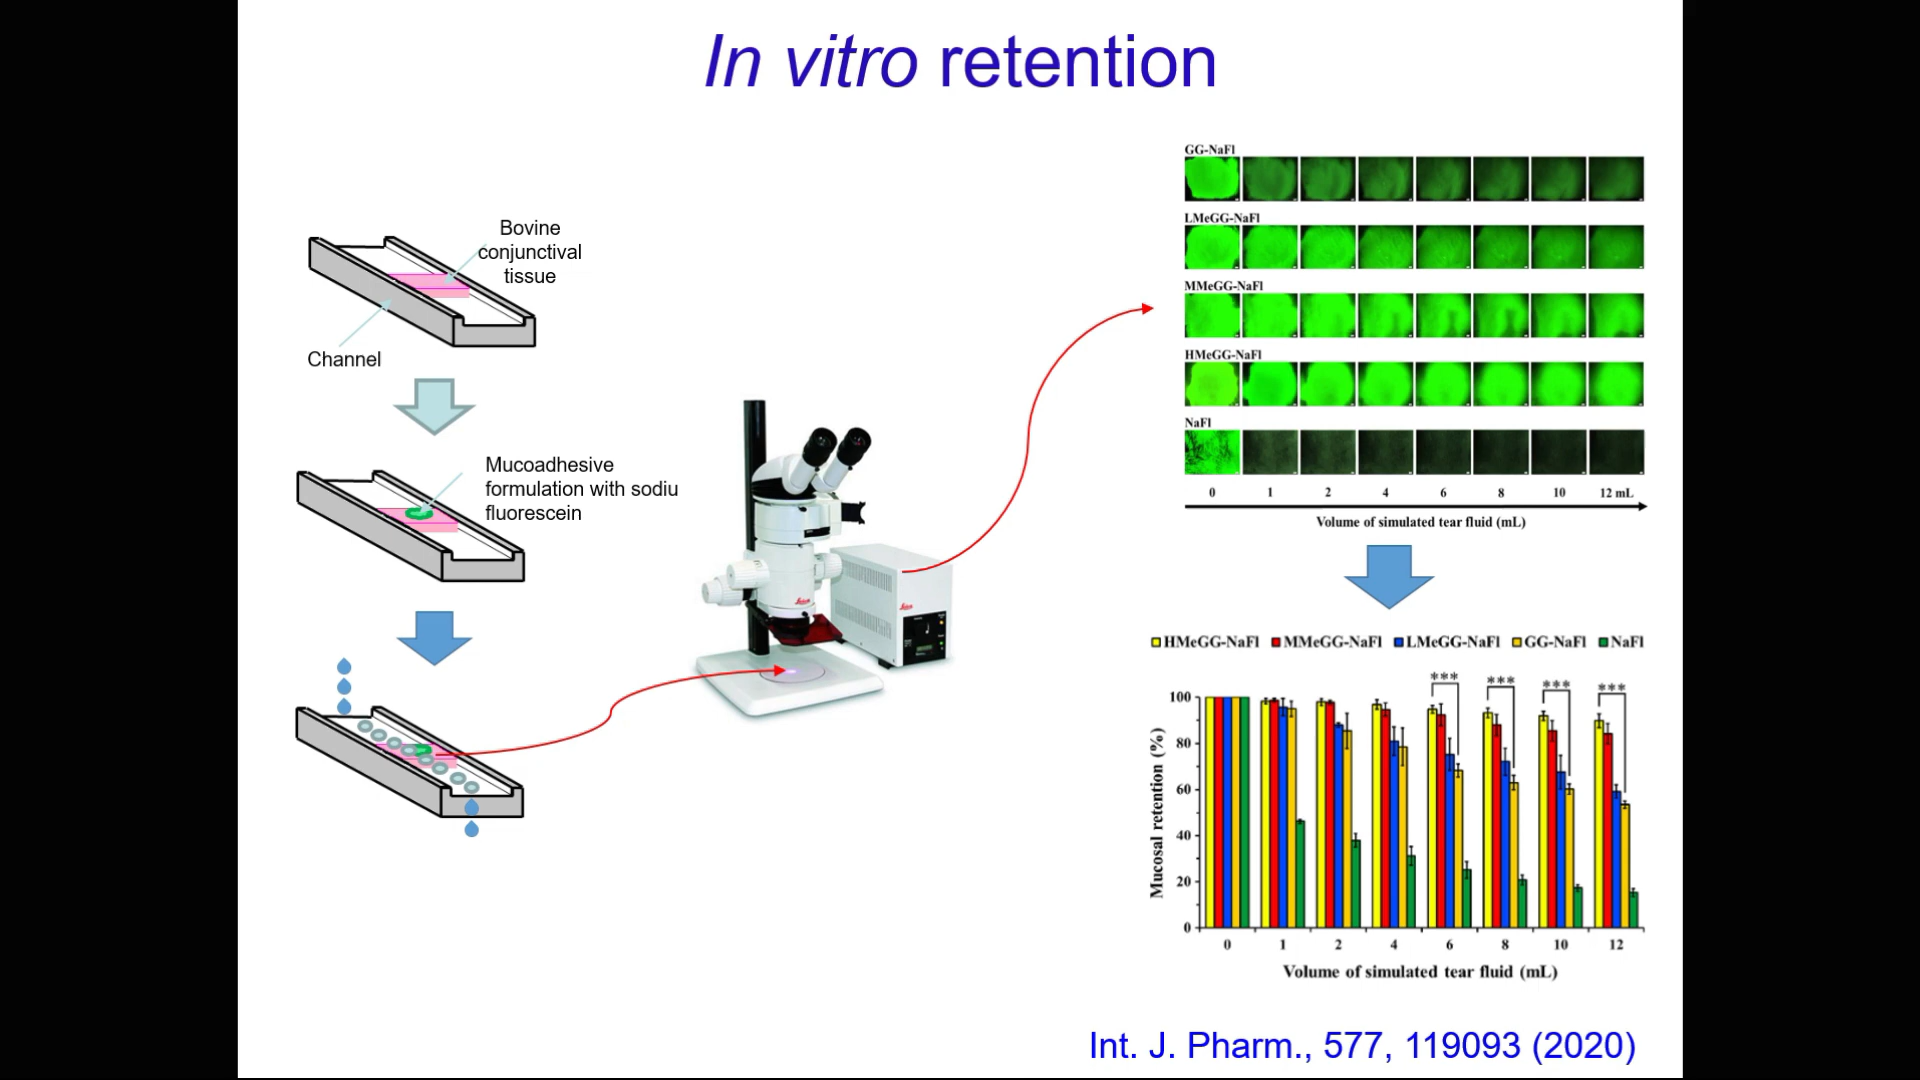 In vitro retention
Bovine
conjunctival
tissue
Channel
Mucoadhesive
formulation with sodiu
fluorescein
Leica
Leica
GG-NaFl
LMeGG-NaFl
MMeGG-NaFl
HMeGG-NaFl
NaFl
0 1 2 4 6 8 10 12 mL
Volume of simulated tear fluid (mL)
HMeGG-NaFl MMeGG-NaFl LMeGG-NaFl GG-NaFl NaFl
*** *** *** ***
Mucosal retention (%)
100
80
60
40
20
0
0 1 2 4 6 8 10 12
Volume of simulated tear fluid (mL)
Int. J. Pharm., 577, 119093 (2020)